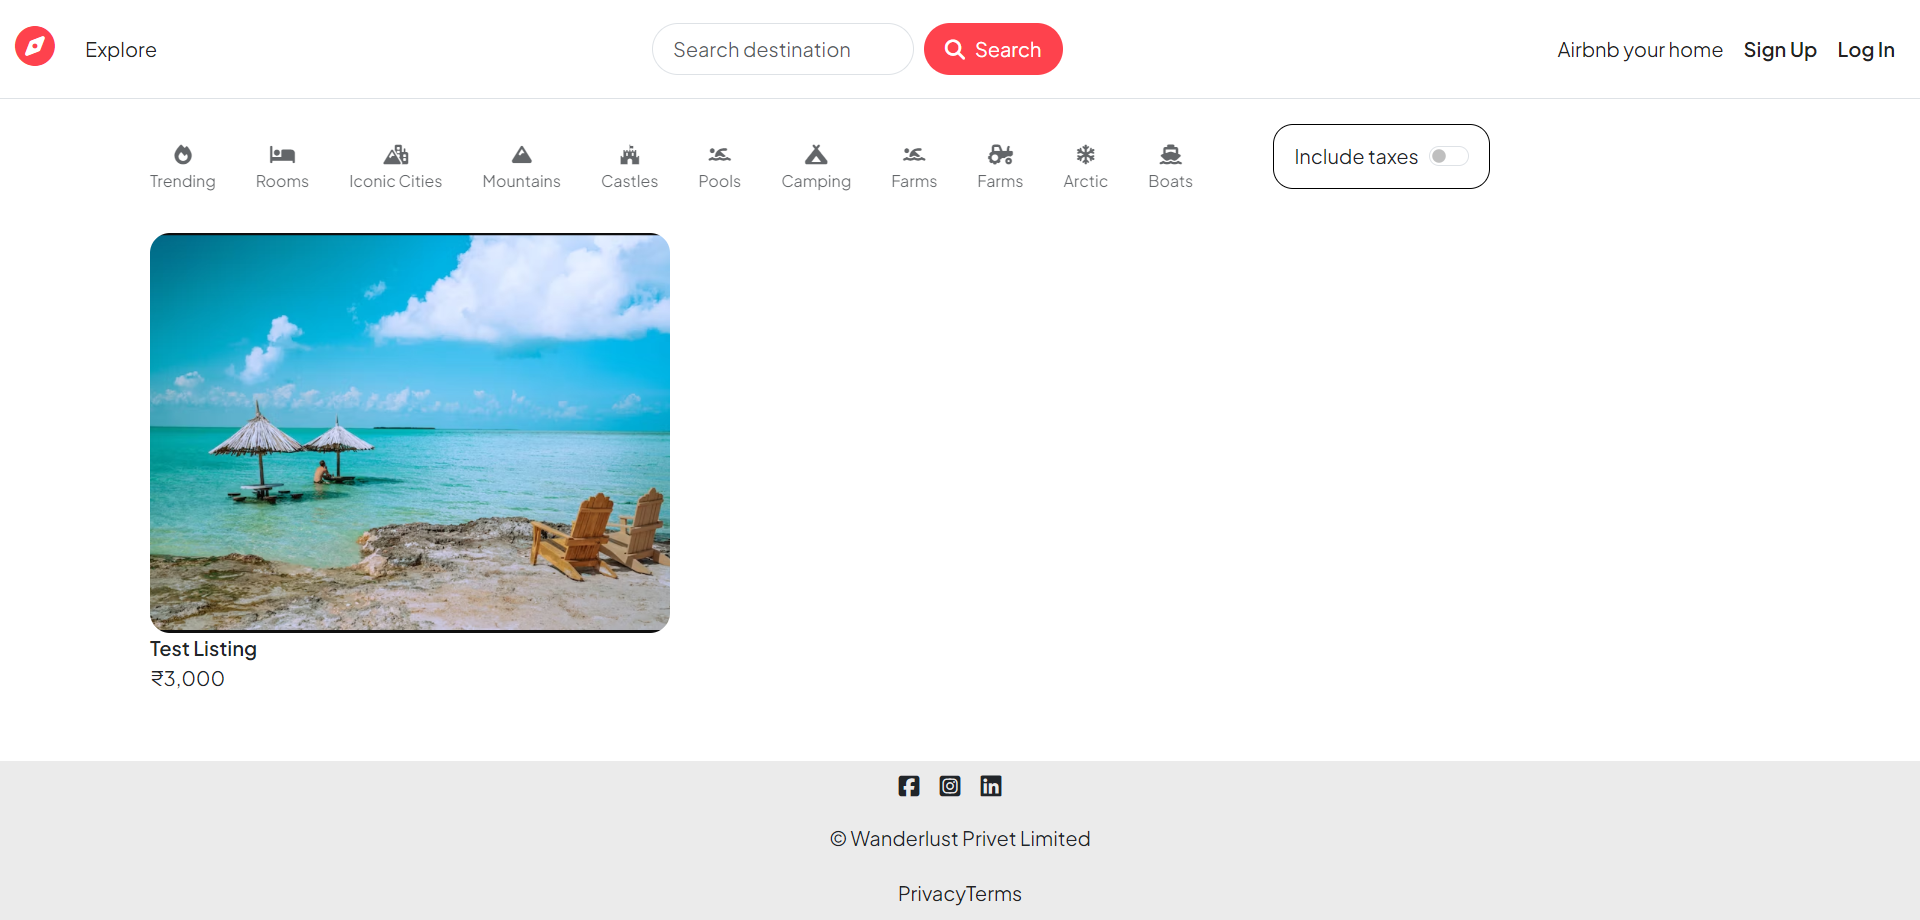 Explore
Search destination
Search
Airbnb your home
Sign Up
Log In
Trending
Rooms
Iconic Cities
Mountains
Castles
Pools
Camping
Farms
Farms
Arctic
Boats
Include taxes
Test Listing
₹3,000
© Wanderlust Privet Limited
PrivacyTerms